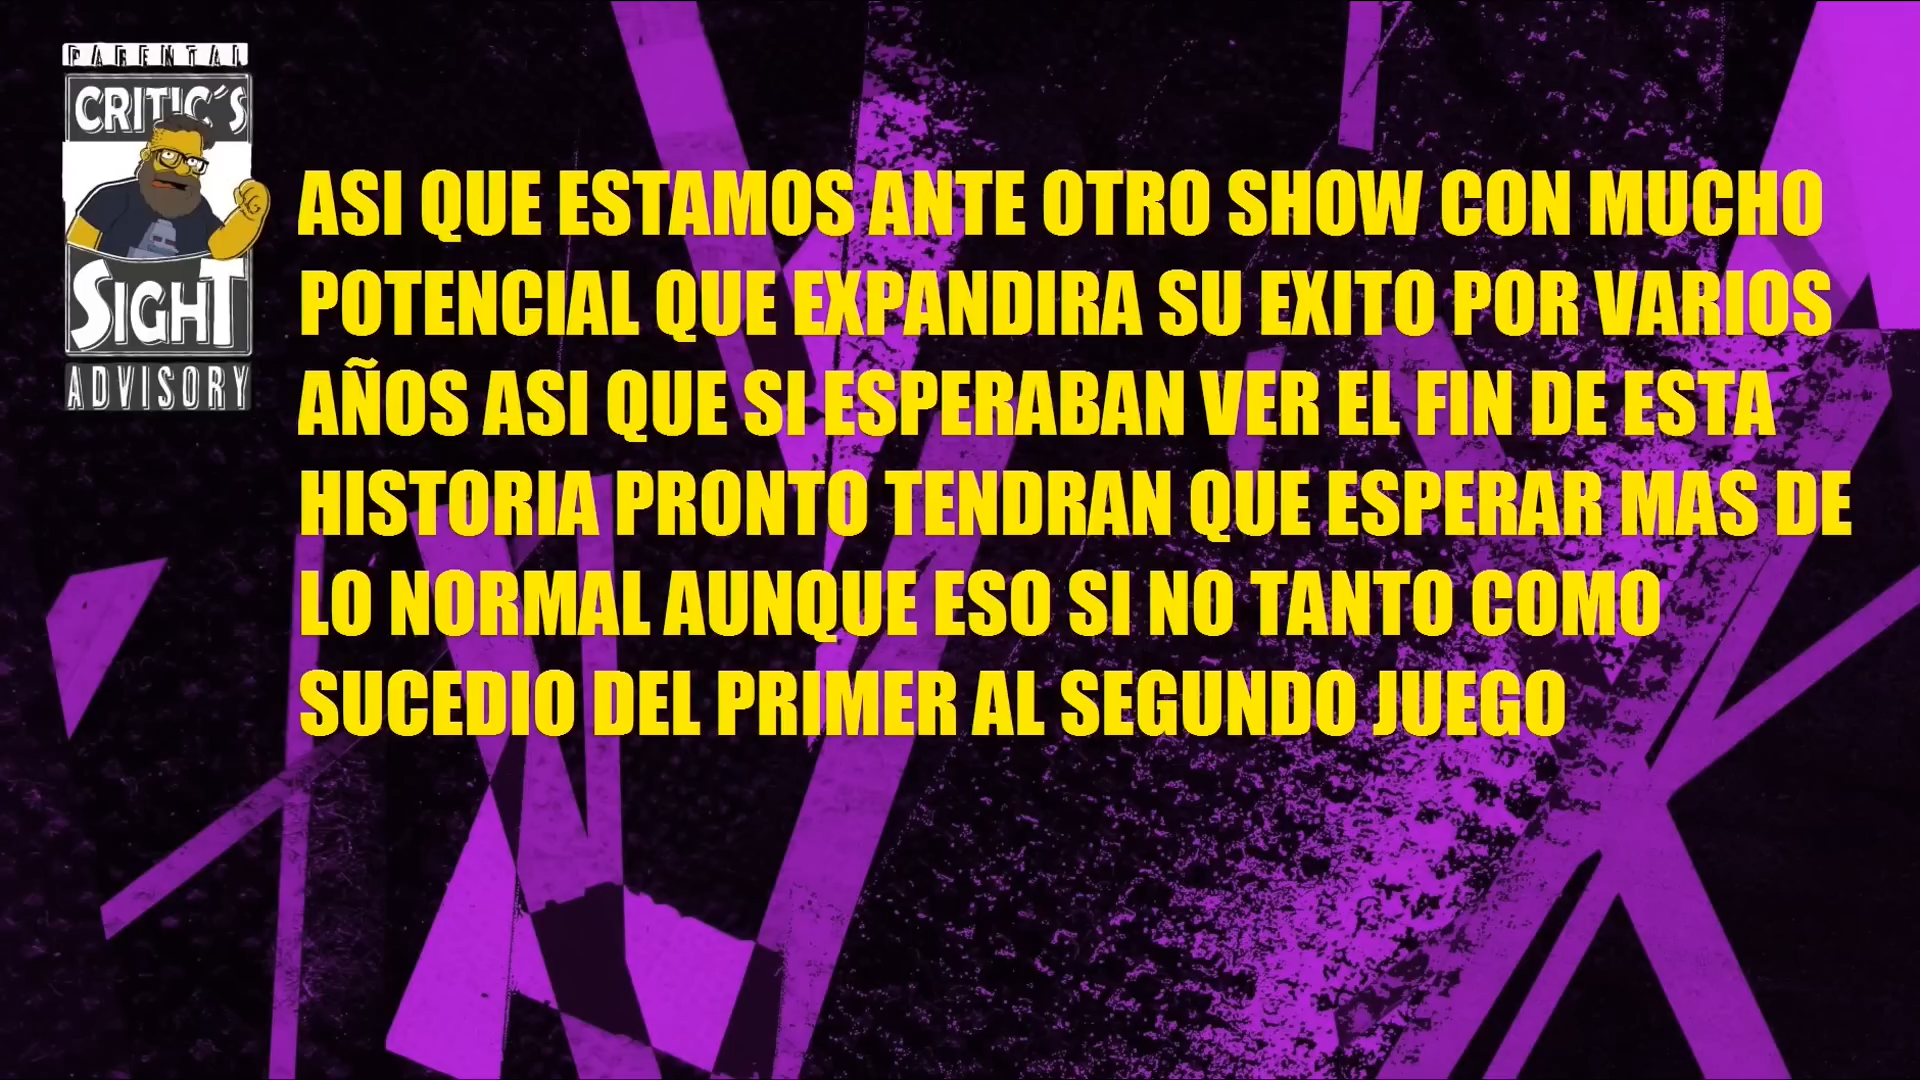 PARENTAL
CRITIC'S
SIGHT
ADVISORY
ASI QUE ESTAMOS ANTE OTRO SHOW CON MUCHO
POTENCIAL QUE EXPANDIRA SU EXITO POR VARIOS
AÑOS ASI QUE SI ESPERABAN VER EL FIN DE ESTA
HISTORIA PRONTO TENDRAN QUE ESPERAR MAS DE
LO NORMAL AUNQUE ESO SI NO TANTO COMO
SUCEDIO DEL PRIMER AL SEGUNDO JUEGO